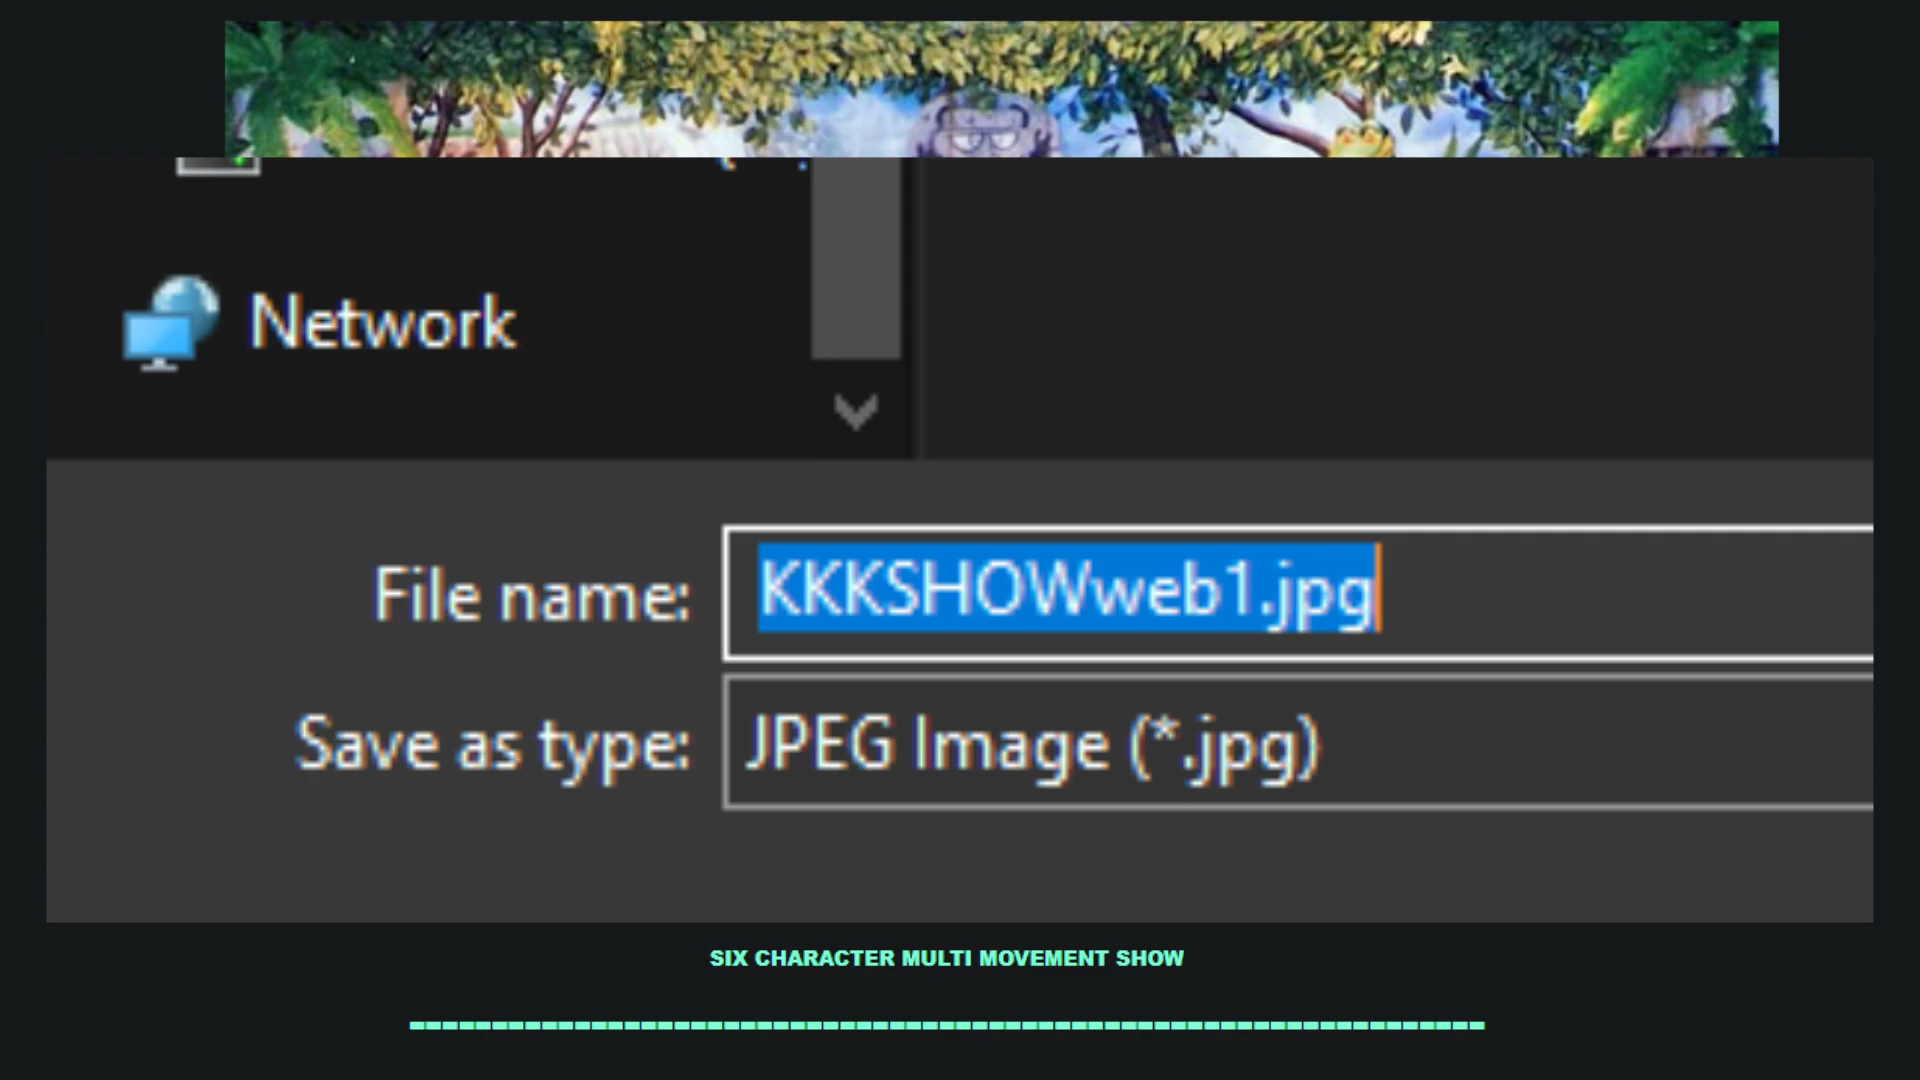 Network
File name: KKKSHOWweb1.jpg
Save as type: JPEG Image (*.jpg)
SIX CHARACTER MULTI MOVEMENT SHOW